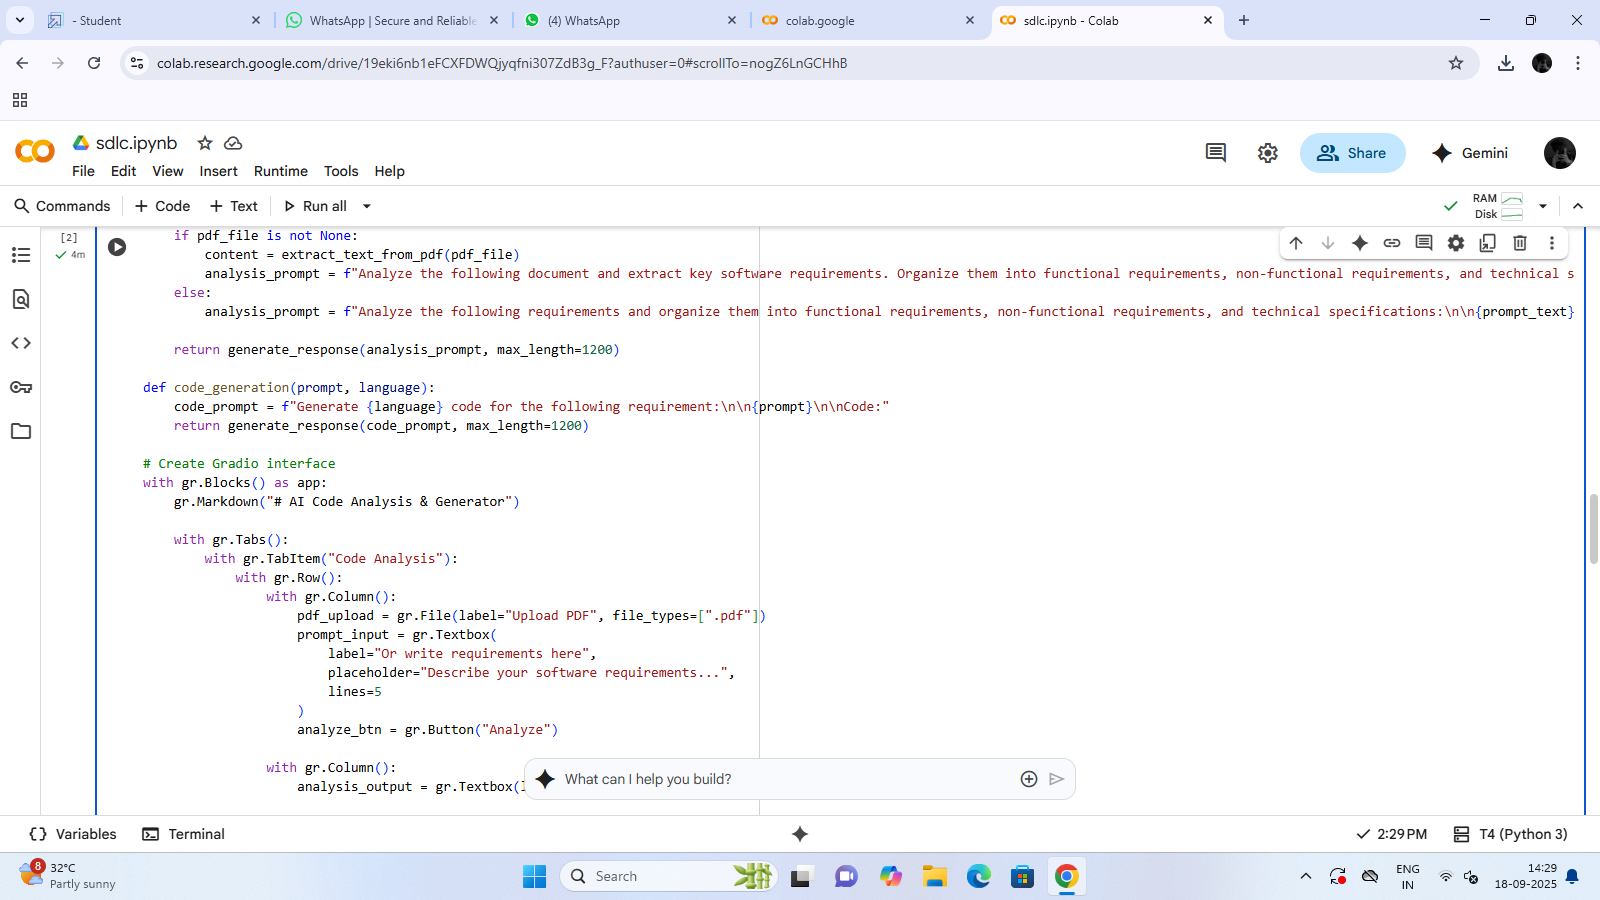 - Student
WhatsApp | Secure and Reliable
(4) WhatsApp
colab.google
sdlc.ipynb - Colab
colab.research.google.com/drive/19eki6nb1eFCXFDWQjyqfni307ZdB3g_F?authuser=0#scrollTo=nogZ6LnGCHhB
CO
sdlc.ipynb
Share
Gemini
File Edit View Insert Runtime Tools Help
Commands + Code + Text Run all
RAM
Disk
[2]
4m
if pdf_file is not None:
content = extract_text_from_pdf(pdf_file)
analysis_prompt = f"Analyze the following document and extract key software requirements. Organize them into functional requirements, non-functional requirements, and technical s
else:
analysis_prompt = f"Analyze the following requirements and organize them into functional requirements, non-functional requirements, and technical specifications:\n\n{prompt_text}
return generate_response(analysis_prompt, max_length=1200)
def code_generation(prompt, language):
code_prompt = f"Generate {language} code for the following requirement:\n\n{prompt}\n\nCode:"
return generate_response(code_prompt, max_length=1200)
# Create Gradio interface
with gr.Blocks() as app:
gr.Markdown("# AI Code Analysis & Generator")
with gr.Tabs():
with gr.TabItem("Code Analysis"):
with gr.Row():
with gr.Column():
pdf_upload = gr.File(label="Upload PDF", file_types=[".pdf"])
prompt_input = gr.Textbox(
label="Or write requirements here",
placeholder="Describe your software requirements...",
lines=5
)
analyze_btn = gr.Button("Analyze")
with gr.Column():
analysis_output = gr.Textbox(
What can I help you build?
{} Variables
Terminal
2:29 PM
T4 (Python 3)
8
32°C
Partly sunny
Search
ENG
IN
14:29
18-09-2025